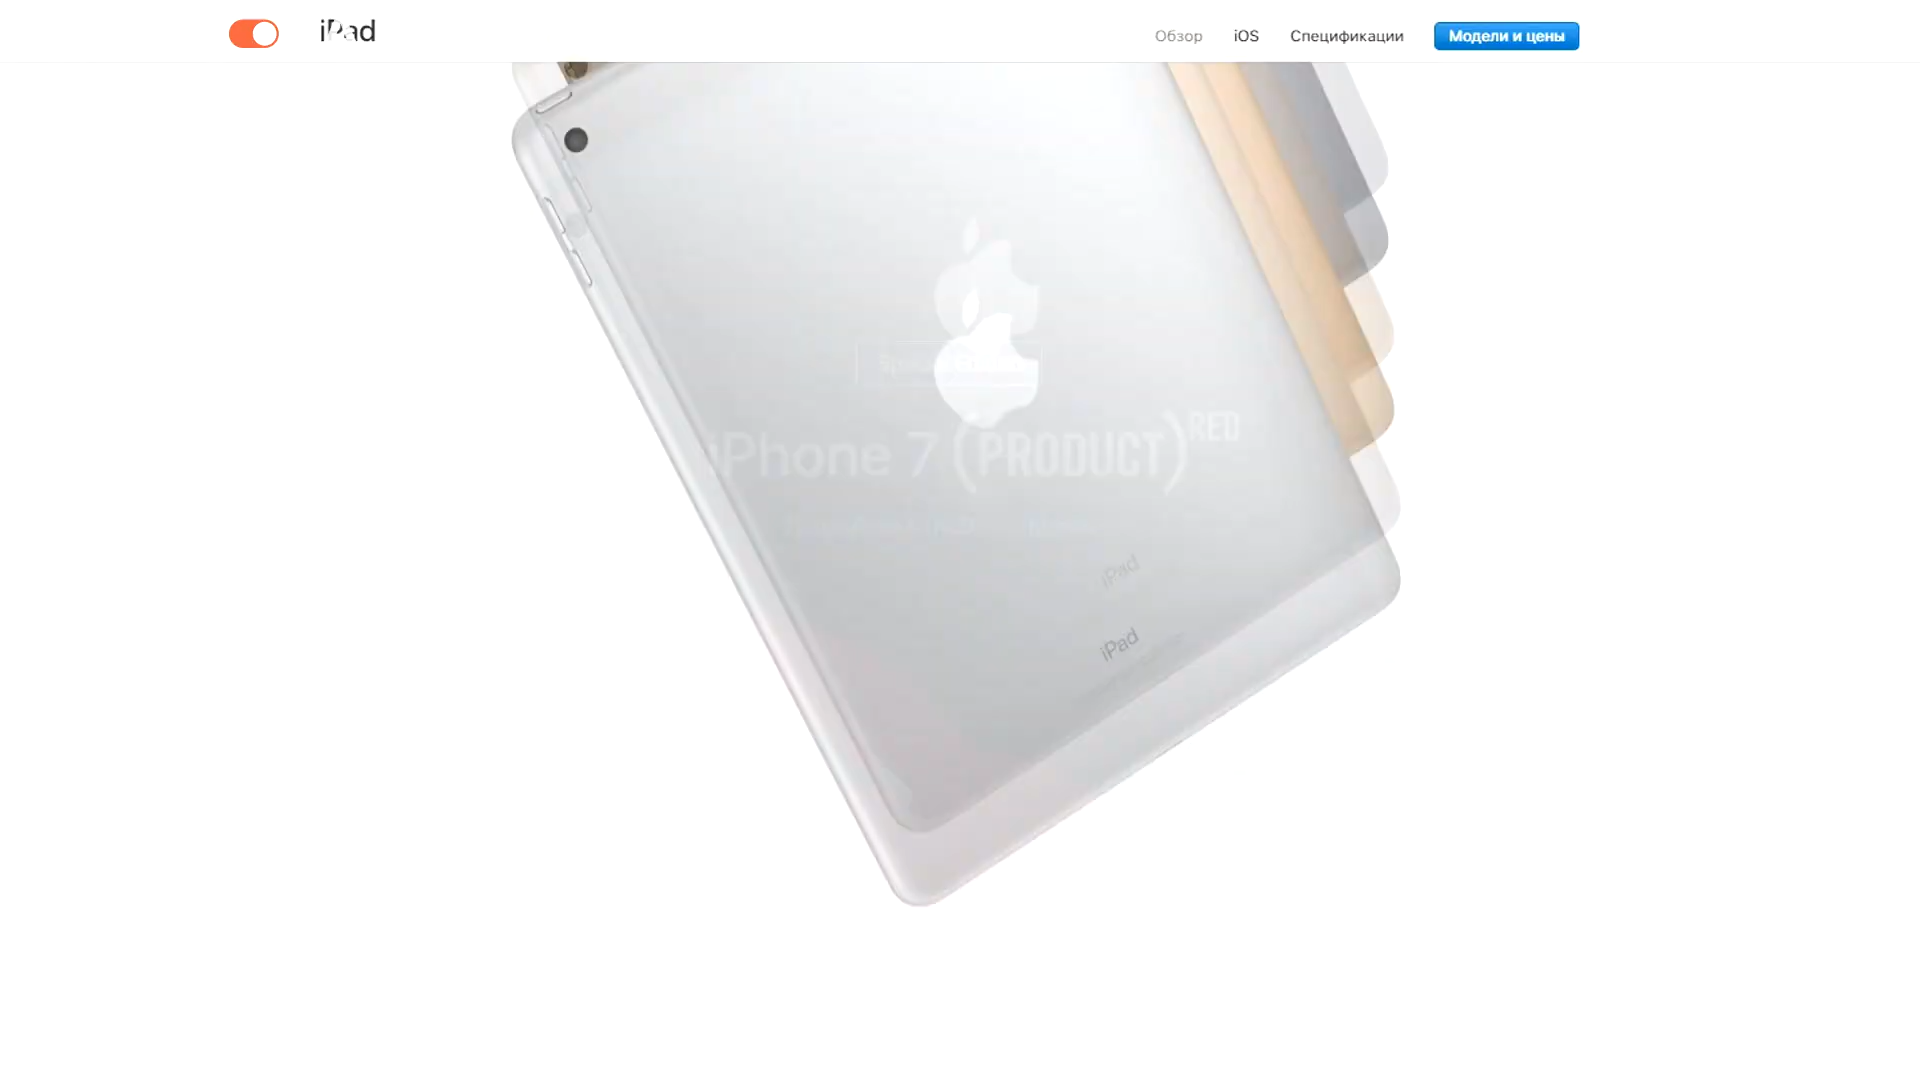 iPad
Обзор iOS Спецификации Модели и цены
iPhone 7 (PRODUCT)RED
iPad
iPad